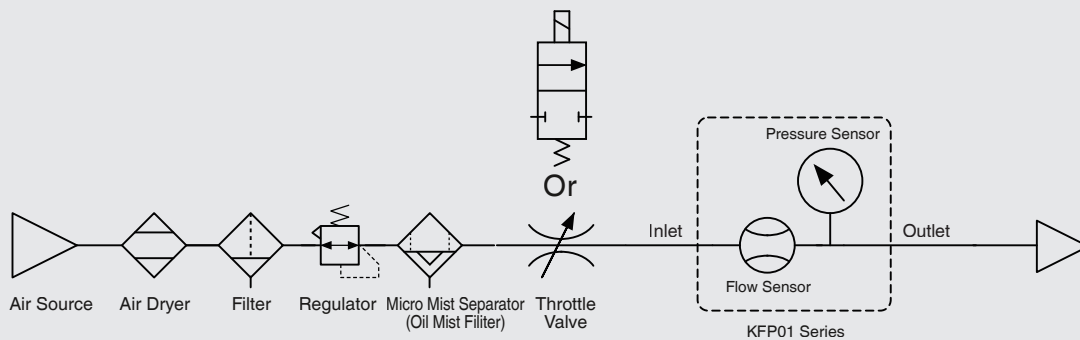 Or
Pressure Sensor
Inlet
Outlet
Flow Sensor
Air Source
Air Dryer
Filter
Regulator
Micro Mist Separator
(Oil Mist Filiter)
Throttle
Valve
KFP01 Series